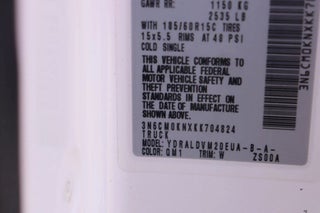 GAWR RR: 1150 KG
2535 LB
WITH 185/60R15C TIRES
15x5.5 RIMS AT 48 PSI
COLD SINGLE
THIS VEHICLE CONFORMS TO
ALL APPLICABLE FEDERAL
MOTOR VEHICLE SAFETY AND
THEFT PREVENTION
STANDARDS IN EFFECT ON
THE DATE OF MANUFACTURE
SHOWN ABOVE.
3N6CM0KNXKK704824
TRUCK
MODEL: YDRALDVM20EUA-B-A-
COLOR: QM1 TRIM: W 2S00A
3N6CM0KNXKK704